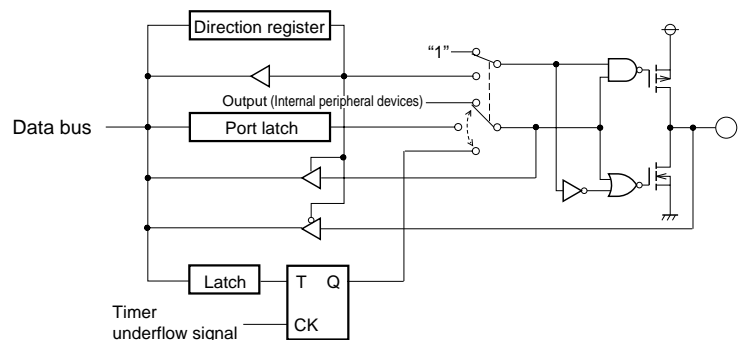 Direction register
“1”
Output (Internal peripheral devices)
Data bus
Port latch
Latch
T Q
CK
Timer
underflow signal